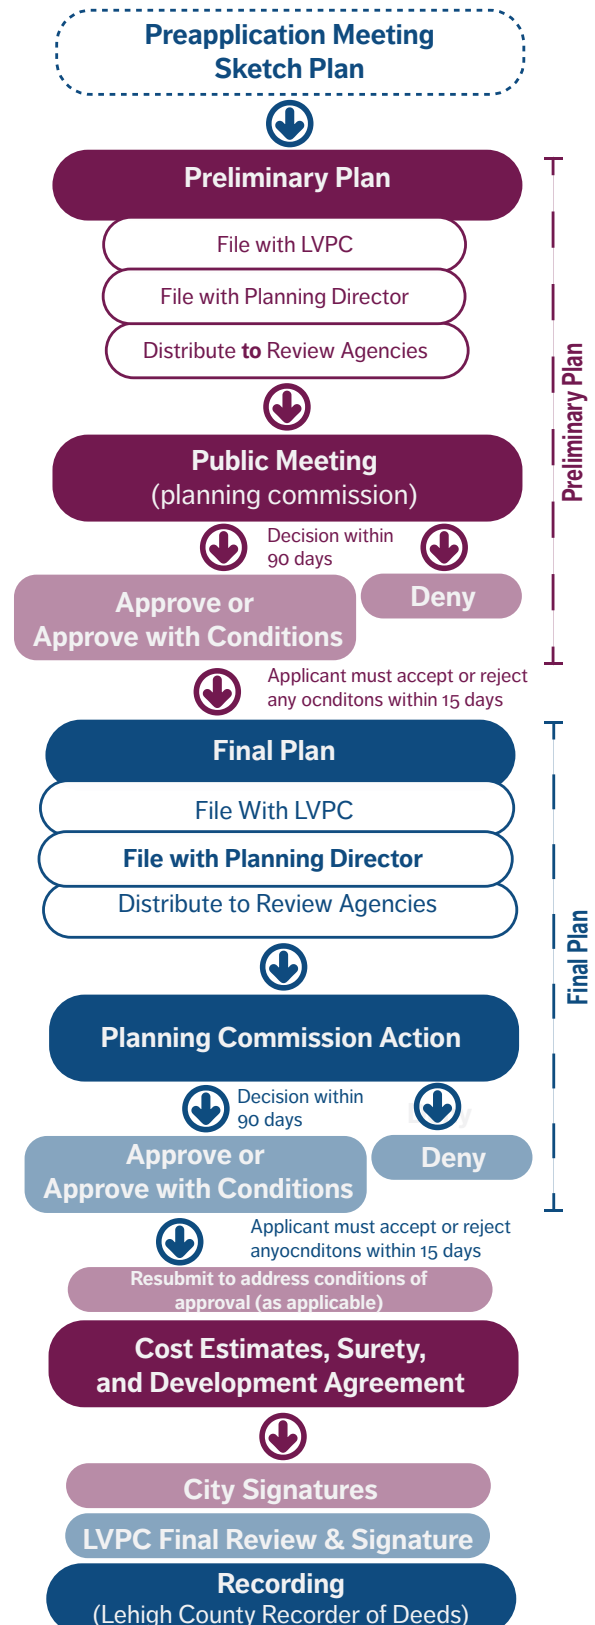 Preapplication Meeting
Sketch Plan
Preliminary Plan
File with LVPC
File with Planning Director
Distribute to Review Agencies
Public Meeting
(planning commission)
Decision within
90 days
Approve or
Approve with Conditions
Deny
Preliminary Plan
Applicant must accept or reject
any ocnditons within 15 days
Final Plan
File With LVPC
File with Planning Director
Distribute to Review Agencies
Planning Commission Action
Decision within
90 days
Approve or
Approve with Conditions
Deny
Final Plan
Applicant must accept or reject
anyocnditons within 15 days
Resubmit to address conditions of
approval (as applicable)
Cost Estimates, Surety,
and Development Agreement
City Signatures
LVPC Final Review & Signature
Recording
(Lehigh County Recorder of Deeds)